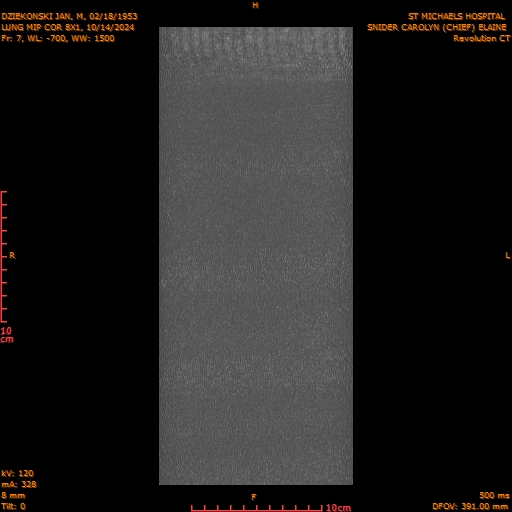 H
DZIEKONSKI JAN, M, 02/18/1953
LUNG MIP COR 8X1, 10/14/2024
Fr: 7, WL: -700, WW: 1500
ST MICHAELS HOSPITAL
SNIDER CAROLYN (CHIEF) ELAINE
Revolution CT
R
L
10
cm
kV: 120
mA: 328
8 mm
Tilt: 0
F
10cm
500 ms
DFOV: 391.00 mm